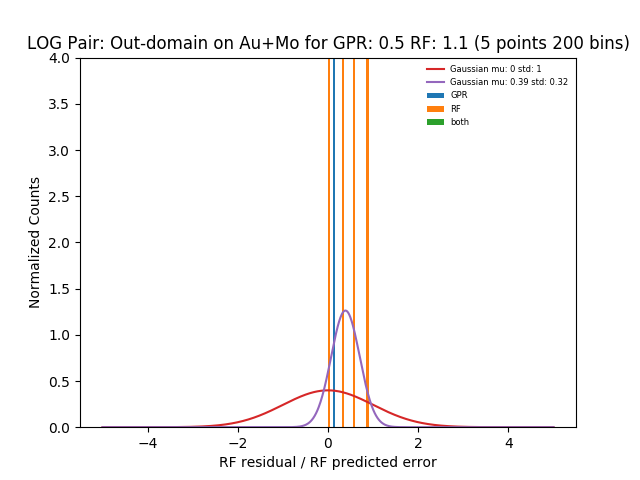 LOG Pair: Out-domain on Au+Mo for GPR: 0.5 RF: 1.1 (5 points 200 bins)
4.0
3.5
3.0
2.5
2.0
1.5
1.0
0.5
0.0
Normalized Counts
Gaussian mu: 0 std: 1
Gaussian mu: 0.39 std: 0.32
GPR
RF
both
−4
−2
0
2
4
RF residual / RF predicted error